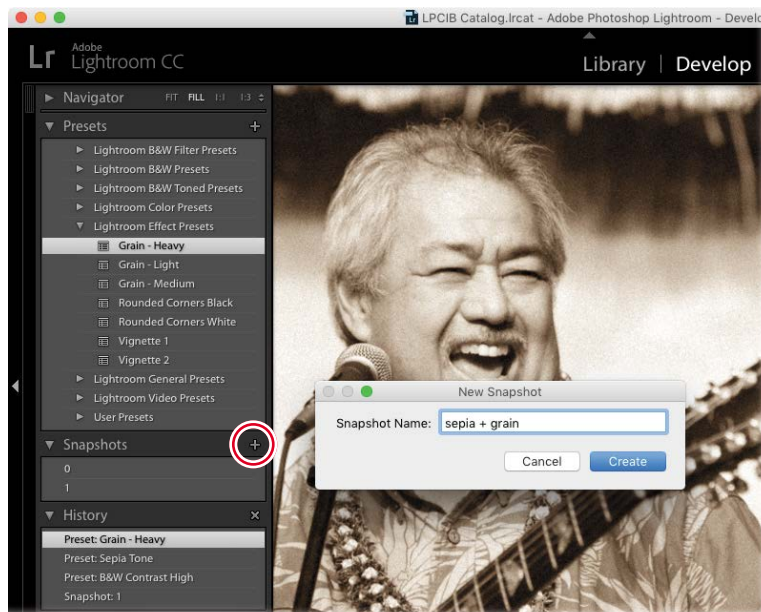 LPCIB Catalog.lrcat - Adobe Photoshop Lightroom - Develo
Lr Adobe
Lightroom CC
Library | Develop
Navigator FIT FILL 1:1 1:3
Presets +
Lightroom B&W Filter Presets
Lightroom B&W Presets
Lightroom B&W Toned Presets
Lightroom Color Presets
Lightroom Effect Presets
Grain - Heavy
Grain - Light
Grain - Medium
Rounded Corners Black
Rounded Corners White
Vignette 1
Vignette 2
Lightroom General Presets
Lightroom Video Presets
User Presets
Snapshots +
0
1
History ×
Preset: Grain - Heavy
Preset: Sepia Tone
Preset: B&W Contrast High
Snapshot: 1
New Snapshot
Snapshot Name: sepia + grain
Cancel Create